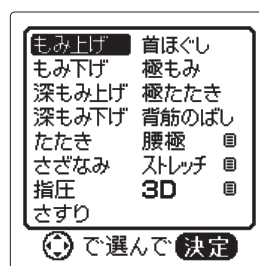 もみ上げ 首ほぐし
もみ下げ 極もみ
深もみ上げ 極たたき
深もみ下げ 背筋のばし
たたき 腰極
さざなみ ストレッチ
指圧 3D
さすり
で選んで 決定